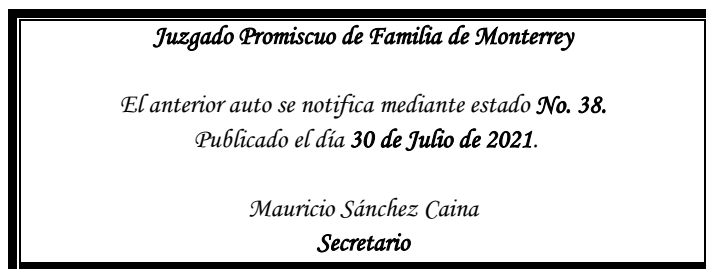 Juzgado Promiscuo de Familia de Monterrey
El anterior auto se notifica mediante estado No. 38.
Publicado el día 30 de Julio de 2021.
Mauricio Sánchez Caina
Secretario